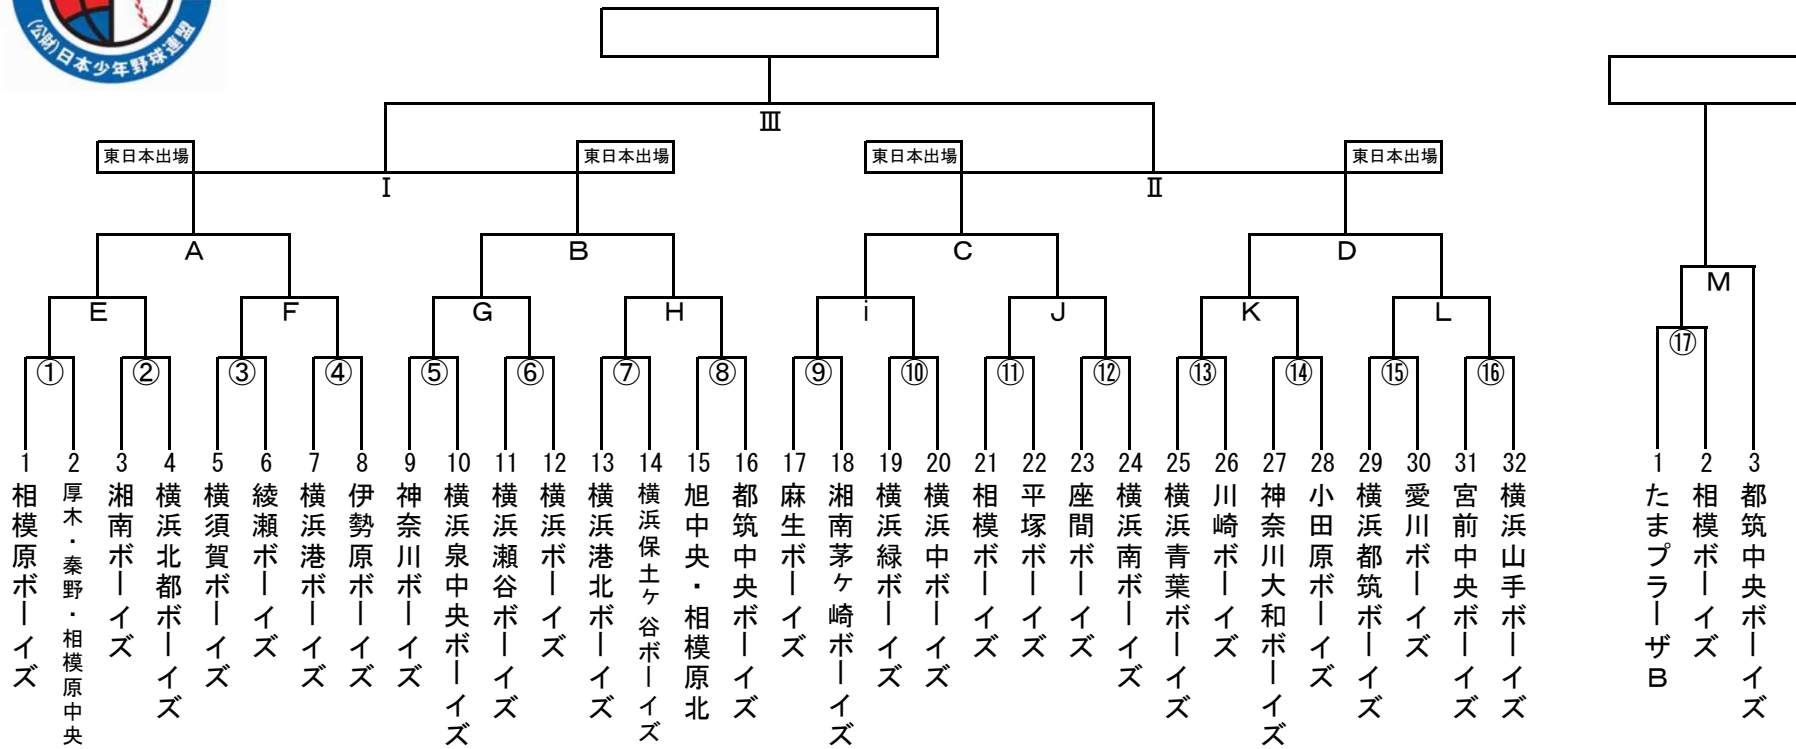 (公財)日本少年野球連盟
Ⅲ
東日本出場
東日本出場
東日本出場
東日本出場
Ⅰ
Ⅱ
A
B
C
D
M
E
F
G
H
i
J
K
L
⑰
①
②
③
④
⑤
⑥
⑦
⑧
⑨
⑩
⑪
⑫
⑬
⑭
⑮
⑯
1
相模原ボーイズ
2
厚木・秦野・相模原中央
3
湘南ボーイズ
4
横浜北都ボーイズ
5
横須賀ボーイズ
6
綾瀬ボーイズ
7
横浜港ボーイズ
8
伊勢原ボーイズ
9
神奈川ボーイズ
10
横浜泉中央ボーイズ
11
横浜瀬谷ボーイズ
12
横浜ボーイズ
13
横浜港北ボーイズ
14
横浜保土ケ谷ボーイズ
15
旭中央・相模原北
16
都筑中央ボーイズ
17
麻生ボーイズ
18
湘南茅ケ崎ボーイズ
19
横浜緑ボーイズ
20
横浜中ボーイズ
21
相模ボーイズ
22
平塚ボーイズ
23
座間ボーイズ
24
横浜南ボーイズ
25
横浜青葉ボーイズ
26
川崎ボーイズ
27
神奈川大和ボーイズ
28
小田原ボーイズ
29
横浜都筑ボーイズ
30
愛川ボーイズ
31
宮前中央ボーイズ
32
横浜山手ボーイズ
1
たまプラーザB
2
相模ボーイズ
3
都筑中央ボーイズ